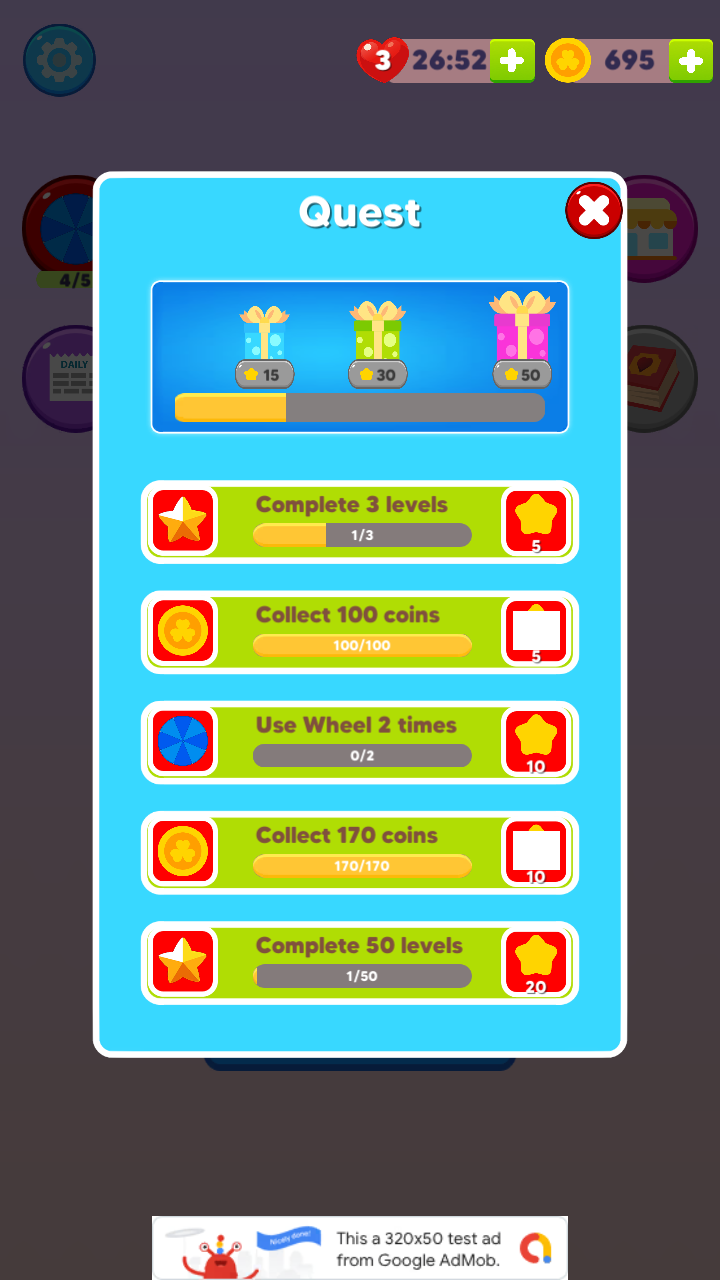 3
26:52
695
Quest
4/5
15
30
50
DAILY
Complete 3 levels
1/3
5
Collect 100 coins
100/100
5
Use Wheel 2 times
0/2
10
Collect 170 coins
170/170
10
Complete 50 levels
1/50
20
Nicely done!
This a 320x50 test ad
from Google AdMob.